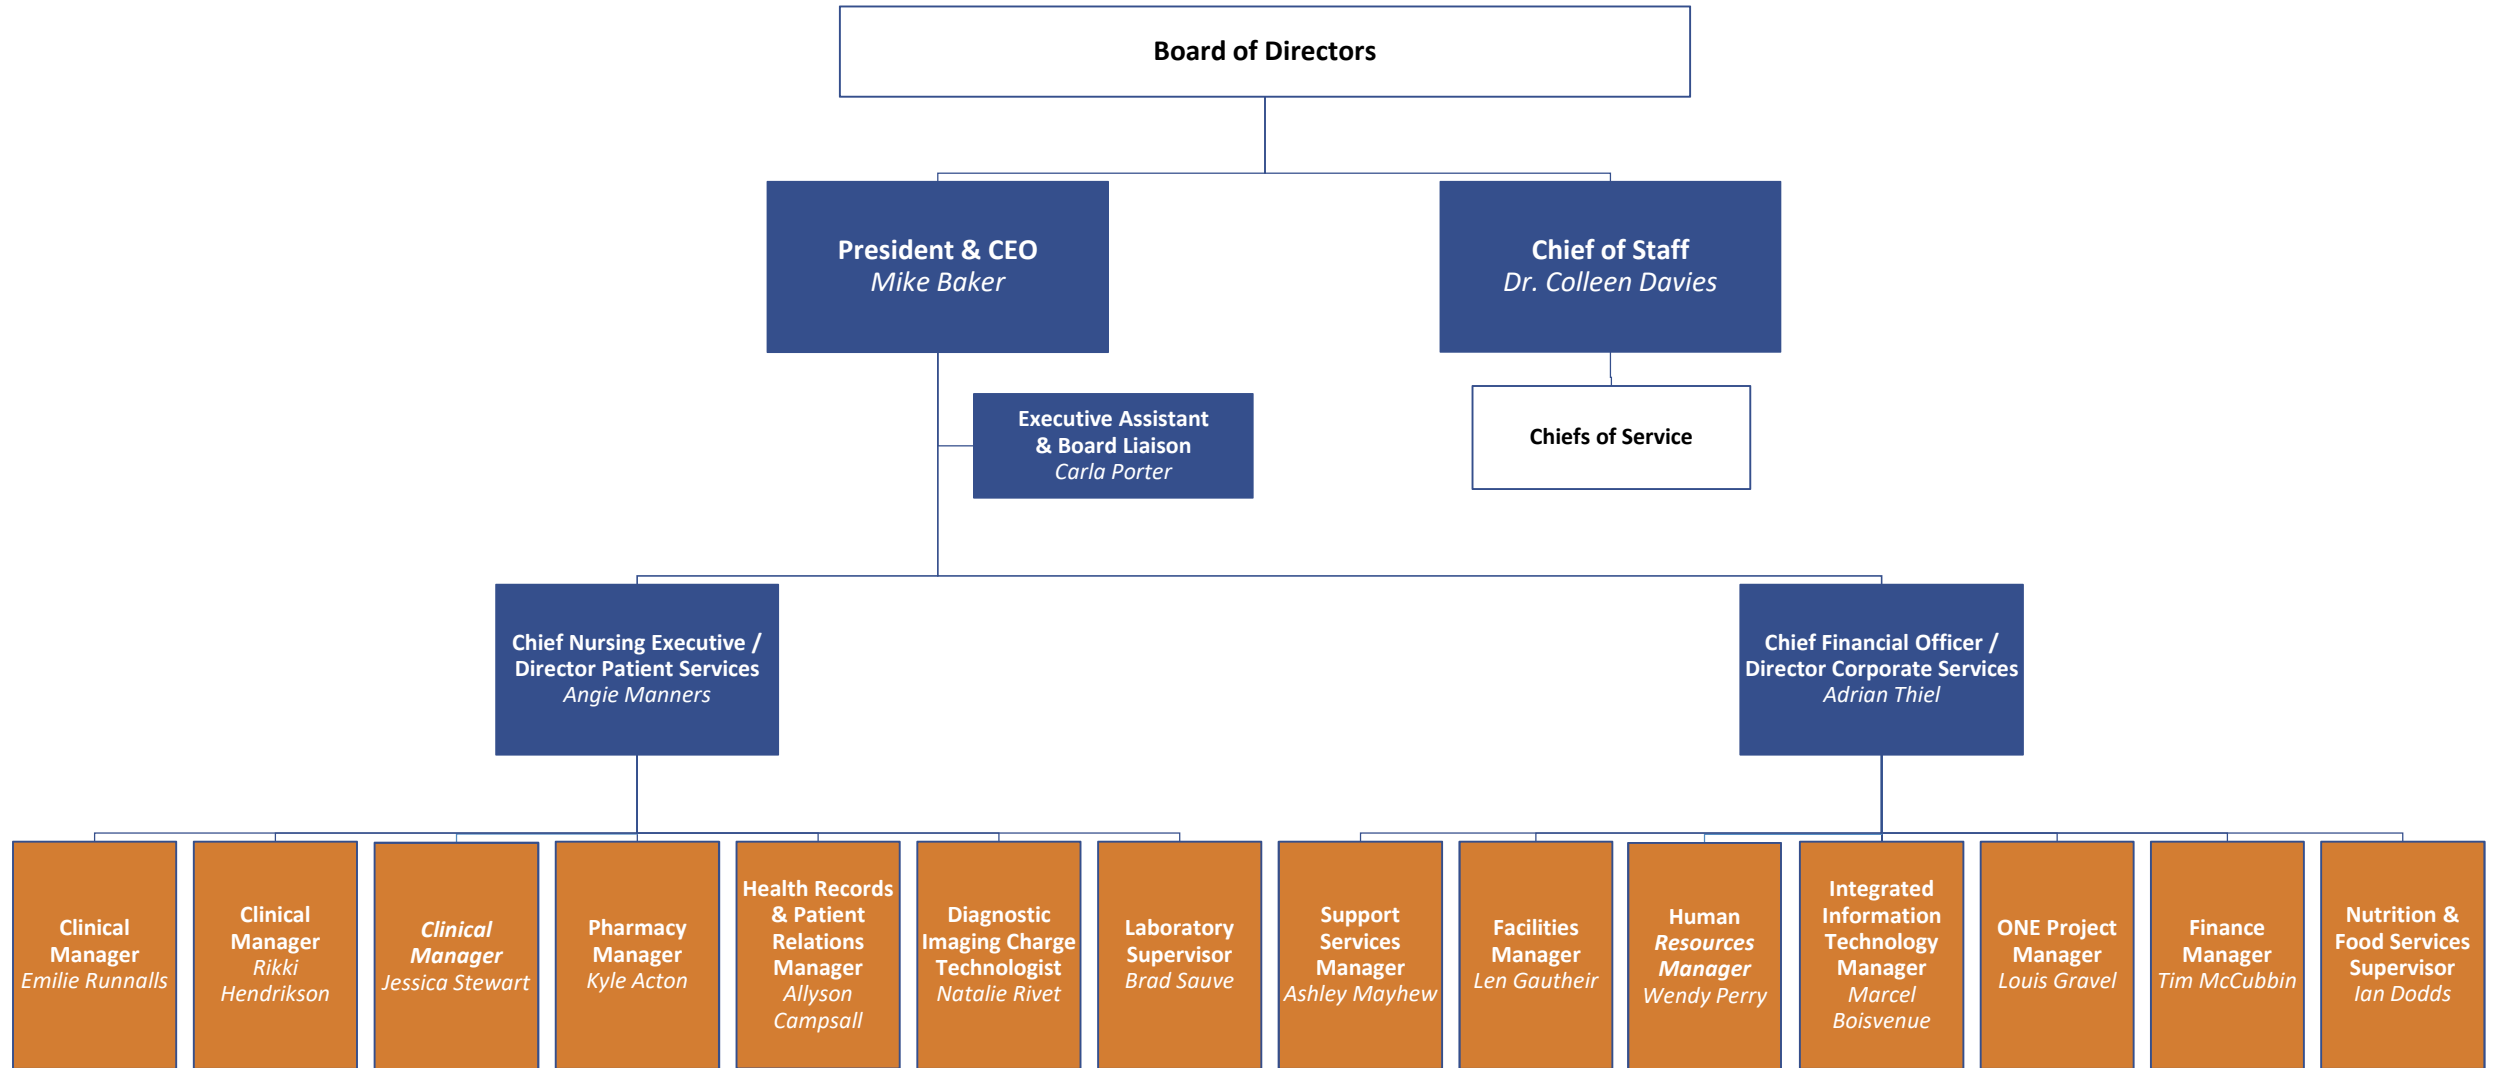 Board of Directors
President & CEO
Mike Baker
Chief of Staff
Dr. Colleen Davies
Executive Assistant
& Board Liaison
Carla Porter
Chiefs of Service
Chief Nursing Executive /
Director Patient Services
Angie Manners
Chief Financial Officer /
Director Corporate Services
Adrian Thiel
Clinical
Manager
Emilie Runnalls
Clinical
Manager
Rikki
Hendrikson
Clinical
Manager
Jessica Stewart
Pharmacy
Manager
Kyle Acton
Health Records
& Patient
Relations
Manager
Allyson
Campsall
Diagnostic
Imaging Charge
Technologist
Natalie Rivet
Laboratory
Supervisor
Brad Sauve
Support
Services
Manager
Ashley Mayhew
Facilities
Manager
Len Gautheir
Human
Resources
Manager
Wendy Perry
Integrated
Information
Technology
Manager
Marcel
Boisvenue
ONE Project
Manager
Louis Gravel
Finance
Manager
Tim McCubbin
Nutrition &
Food Services
Supervisor
Ian Dodds